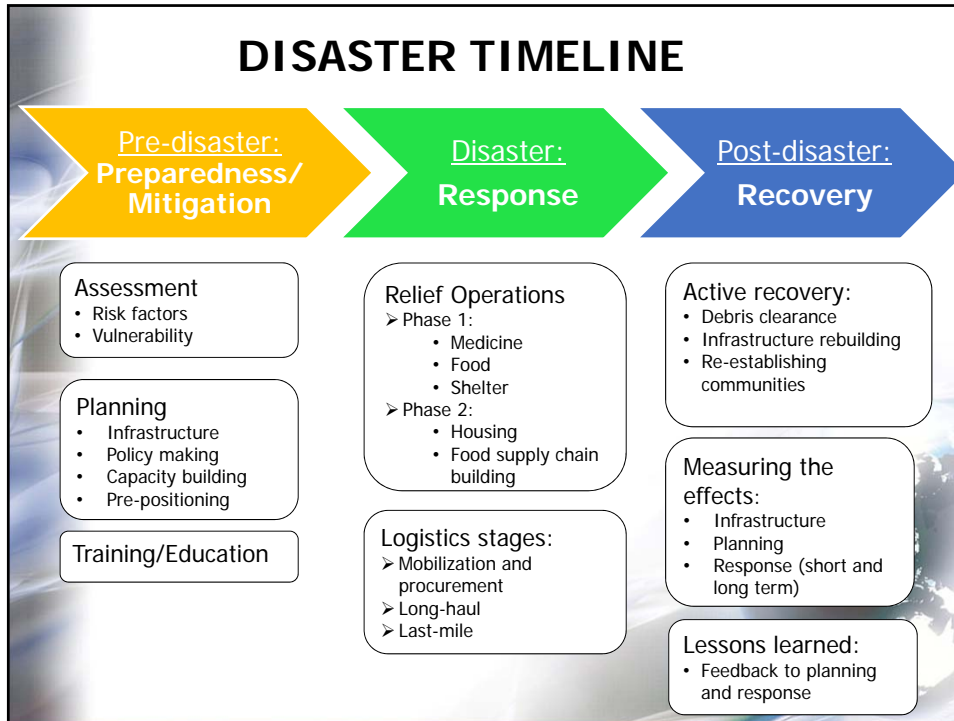 DISASTER TIMELINE
Pre-disaster:
Preparedness/
Mitigation
Assessment
• Risk factors
• Vulnerability
Planning
• Infrastructure
• Policy making
• Capacity building
• Pre-positioning
Training/Education
Disaster:
Response
Relief Operations
➢ Phase 1:
• Medicine
• Food
• Shelter
➢ Phase 2:
• Housing
• Food supply chain
building
Logistics stages:
➢ Mobilization and
procurement
➢ Long-haul
➢ Last-mile
Post-disaster:
Recovery
Active recovery:
• Debris clearance
• Infrastructure rebuilding
• Re-establishing
communities
Measuring the
effects:
• Infrastructure
• Planning
• Response (short and
long term)
Lessons learned:
• Feedback to planning
and response